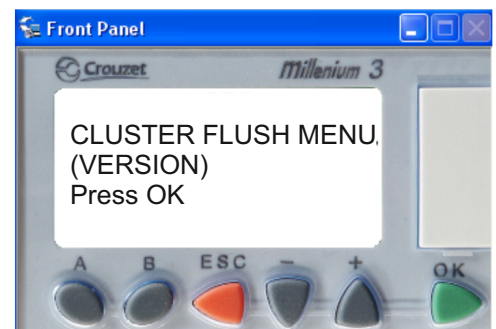 Front Panel
Crouzet
Millenium 3
CLUSTER FLUSH MENU,
(VERSION)
Press OK
A B ESC - + OK